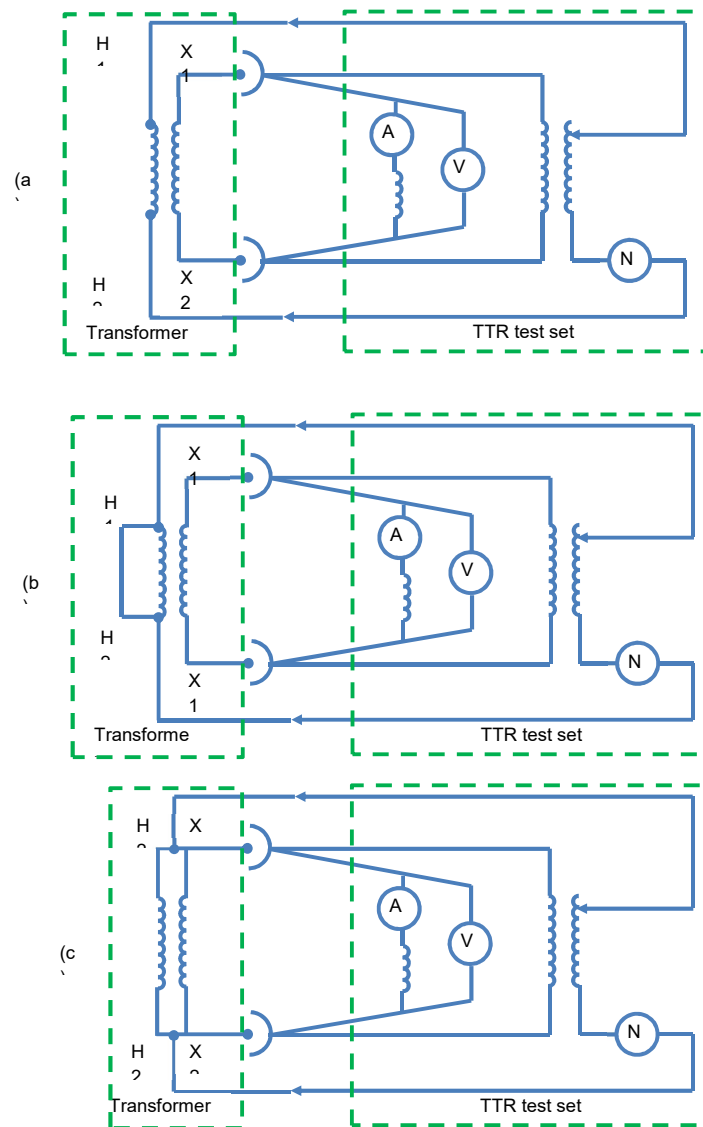 H
X
1
A
V
(a
X
2
N
H
Transformer
TTR test set
X
1
H
A
V
(b
H
X
1
N
Transforme
TTR test set
H
X
A
V
(c
N
H
2
X
Transformer
TTR test set